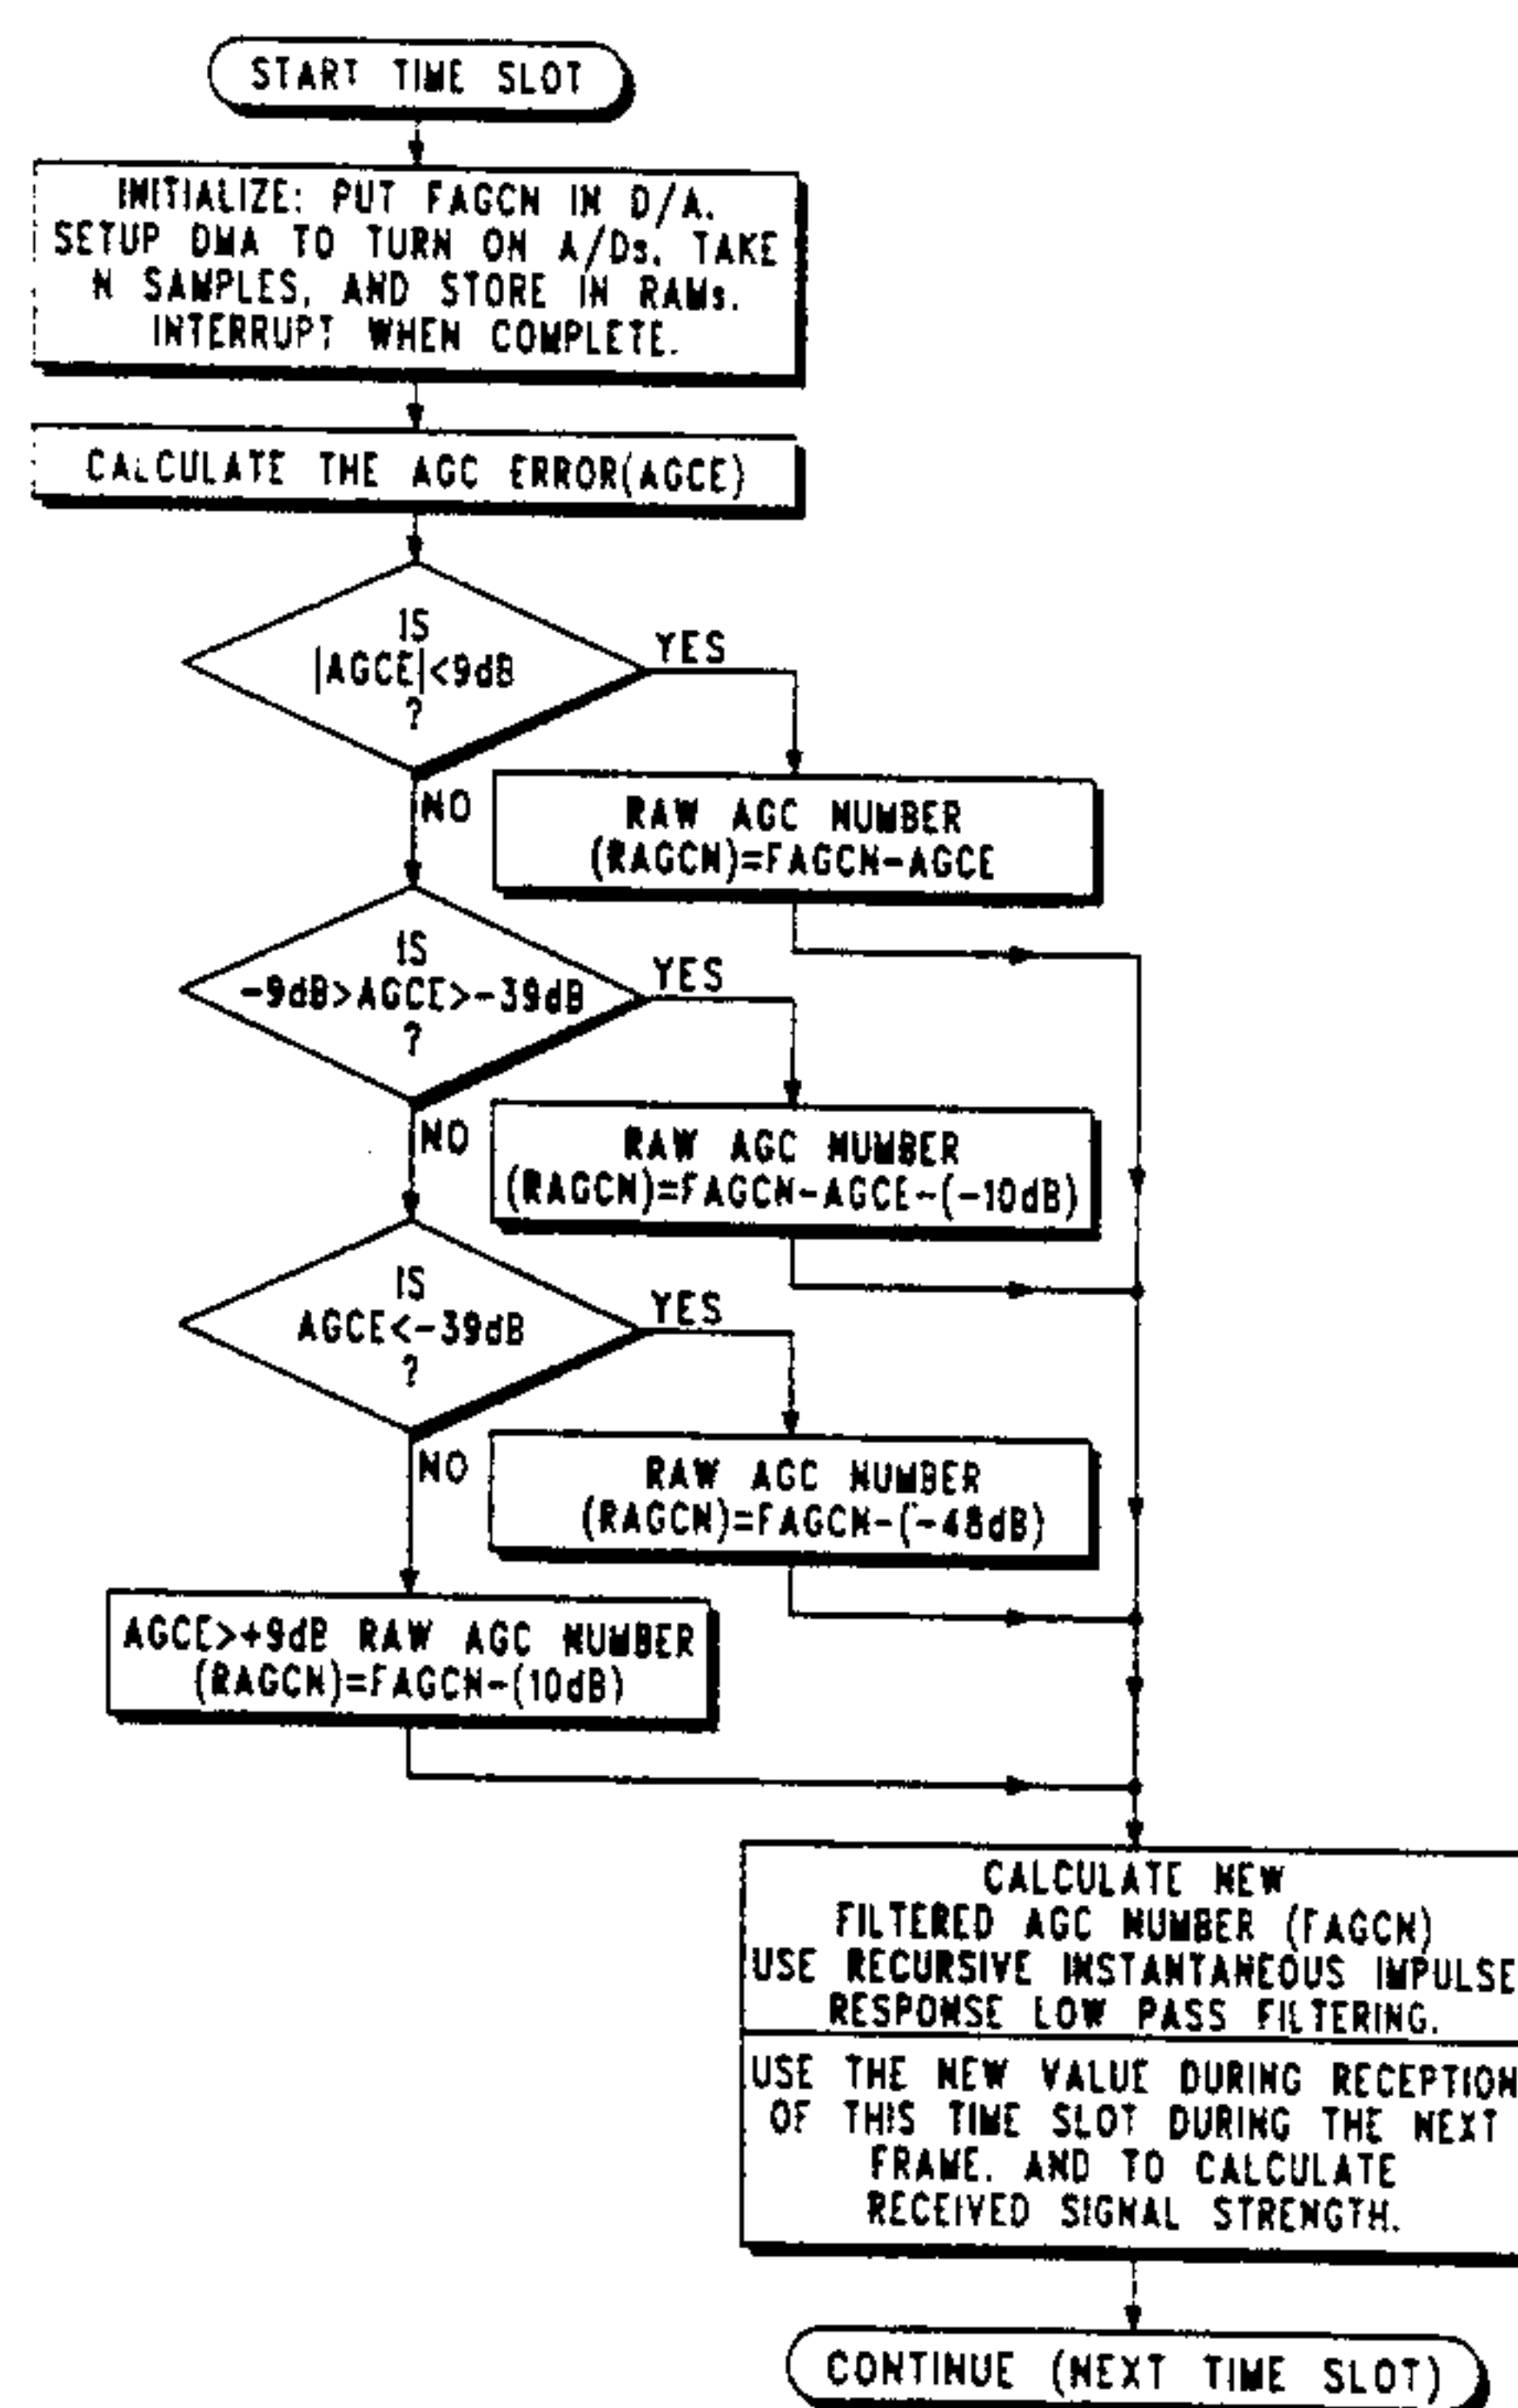 START TIME SLOT
INITIALIZE: PUT FAGCN IN D/A.
SETUP DMA TO TURN ON A/Ds, TAKE
N SAMPLES, AND STORE IN RAMs.
INTERRUPT WHEN COMPLETE.
CALCULATE THE AGC ERROR(AGCE)
IS
|AGCE|<9dB
?
YES
NO
RAW AGC NUMBER
(RAGCN)=FAGCN-AGCE
IS
-9dB>AGCE>-39dB
?
YES
NO
RAW AGC NUMBER
(RAGCN)=FAGCN-AGCE-(-10dB)
IS
AGCE<-39dB
?
YES
NO
RAW AGC NUMBER
(RAGCN)=FAGCN-(-48dB)
AGCE>+9dB RAW AGC NUMBER
(RAGCN)=FAGCN-(10dB)
CALCULATE NEW
FILTERED AGC NUMBER (FAGCN)
USE RECURSIVE INSTANTANEOUS IMPULSE
RESPONSE LOW PASS FILTERING.
USE THE NEW VALUE DURING RECEPTION
OF THIS TIME SLOT DURING THE NEXT
FRAME. AND TO CALCULATE
RECEIVED SIGNAL STRENGTH.
CONTINUE (NEXT TIME SLOT)